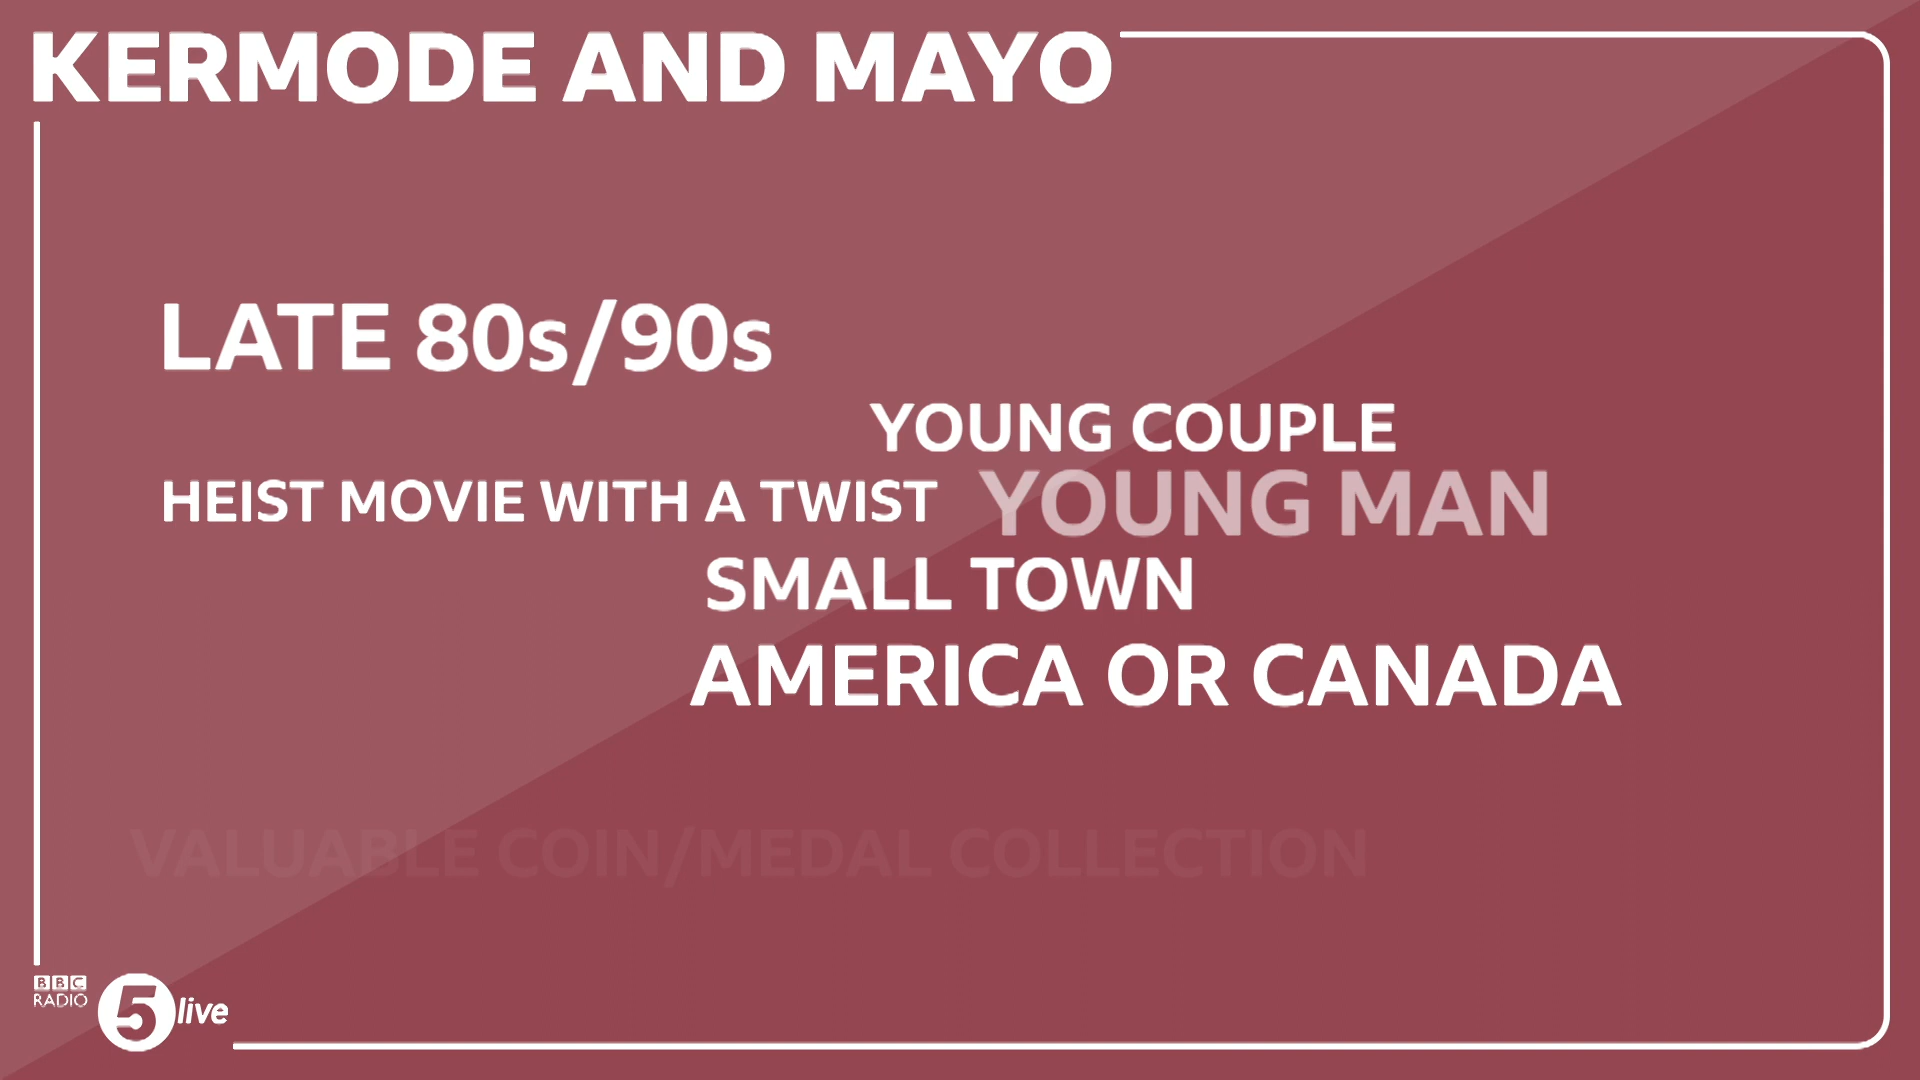 KERMODE AND MAYO
LATE 80s/90s
YOUNG COUPLE
HEIST MOVIE WITH A TWIST
YOUNG MAN
SMALL TOWN
AMERICA OR CANADA
VALUABLE COIN/MEDAL COLLECTION
BBC
RADIO
5 live